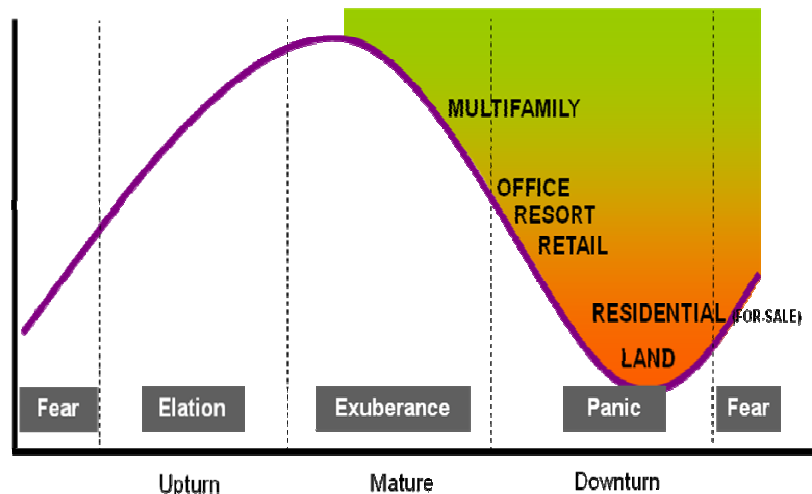 MULTIFAMILY
OFFICE
RESORT
RETAIL
RESIDENTIAL (FOR-SALE)
LAND
Fear Elation Exuberance Panic Fear
Upturn Mature Downturn